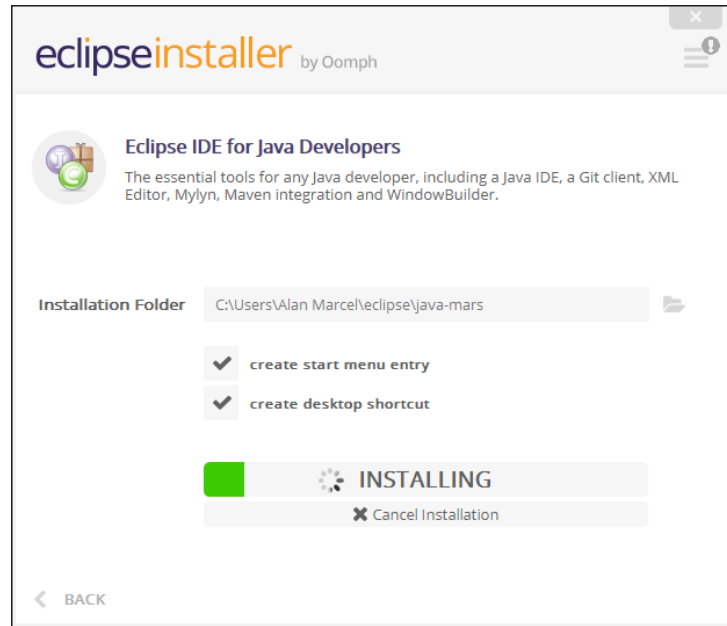 eclipseinstaller by Oomph
Eclipse IDE for Java Developers
The essential tools for any Java developer, including a Java IDE, a Git client, XML
Editor, Mylyn, Maven integration and WindowBuilder.
Installation Folder C:\Users\Alan Marcel\eclipse\java-mars
create start menu entry
create desktop shortcut
INSTALLING
Cancel Installation
BACK